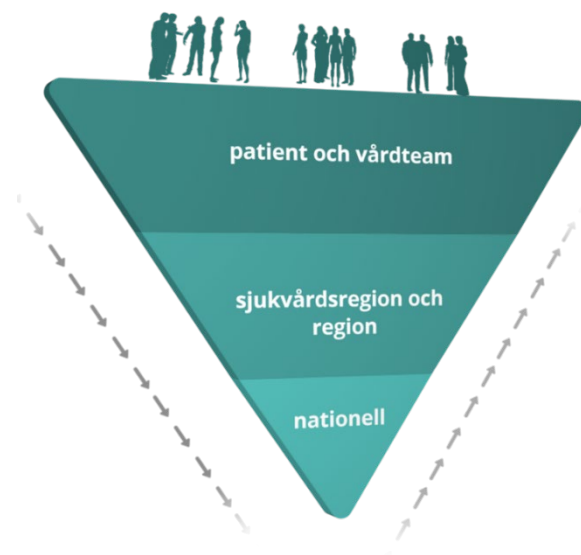 patient och vårdteam
sjukvårdsregion och
region
nationell